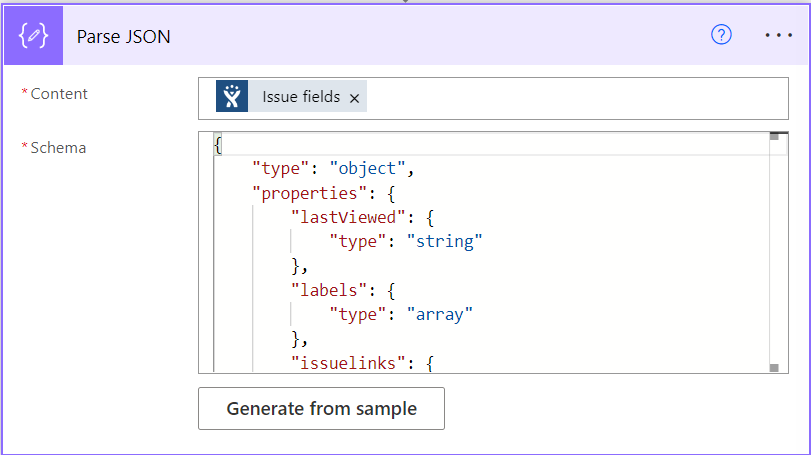 Parse JSON
* Content
Issue fields ×
* Schema
{
    "type": "object",
    "properties": {
        "lastViewed": {
            "type": "string"
        },
        "labels": {
            "type": "array"
        },
        "issuelinks": {
Generate from sample